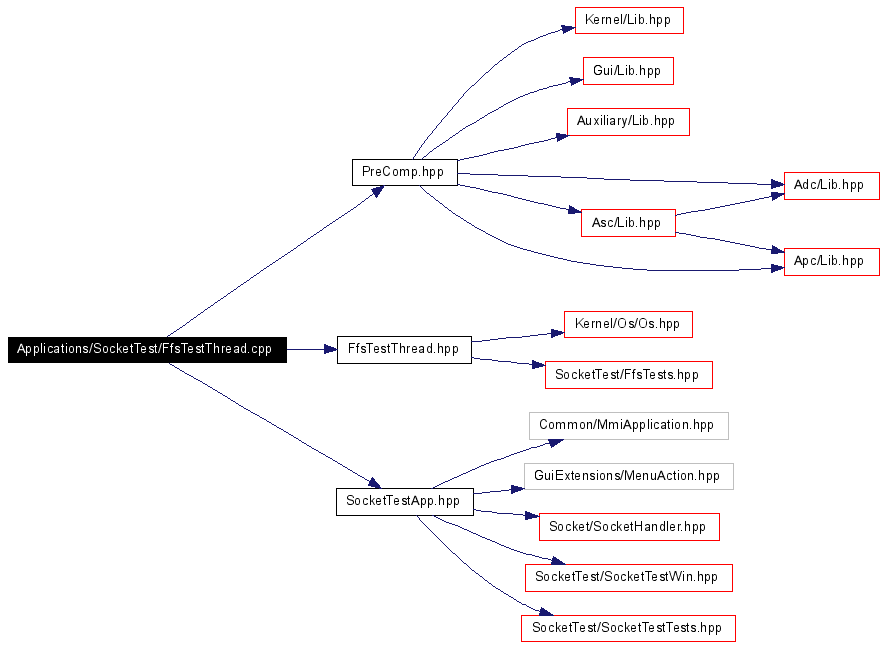 Kernel/Lib.hpp
Gui/Lib.hpp
Auxiliary/Lib.hpp
PreComp.hpp
Adc/Lib.hpp
Asc/Lib.hpp
Apc/Lib.hpp
Kernel/Os/Os.hpp
Applications/SocketTest/FfsTestThread.cpp
FfsTestThread.hpp
SocketTest/FfsTests.hpp
Common/MmiApplication.hpp
GuiExtensions/MenuAction.hpp
SocketTestApp.hpp
Socket/SocketHandler.hpp
SocketTest/SocketTestWin.hpp
SocketTest/SocketTestTests.hpp